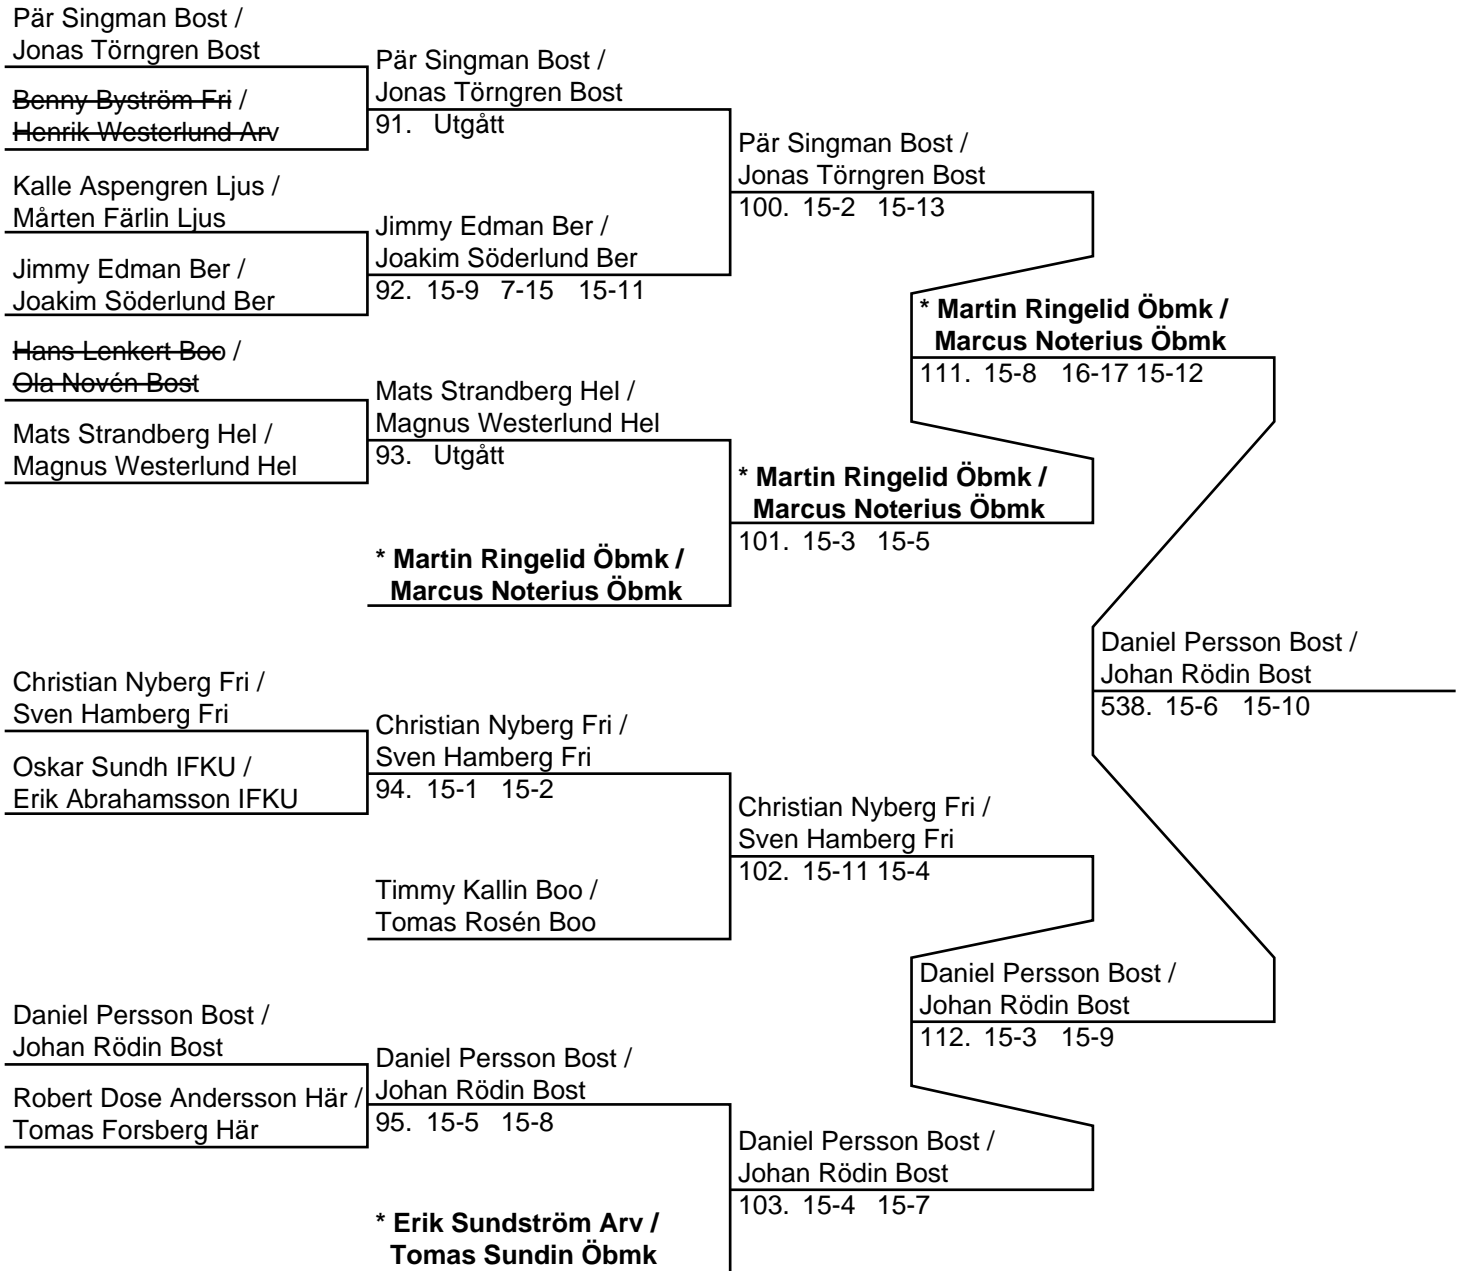 Pär Singman Bost /
Jonas Törngren Bost
Benny Byström Fri /
Henrik Westerlund Arv
Kalle Aspengren Ljus /
Mårten Färlin Ljus
Jimmy Edman Ber /
Joakim Söderlund Ber
Hans Lenkert Boo /
Ola Novén Bost
Mats Strandberg Hel /
Magnus Westerlund Hel
Christian Nyberg Fri /
Sven Hamberg Fri
Oskar Sundh IFKU /
Erik Abrahamsson IFKU
Daniel Persson Bost /
Johan Rödin Bost
Robert Dose Andersson Här /
Tomas Forsberg Här
Pär Singman Bost /
Jonas Törngren Bost
91. Utgått
Jimmy Edman Ber /
Joakim Söderlund Ber
92. 15-9 7-15 15-11
Mats Strandberg Hel /
Magnus Westerlund Hel
93. Utgått
* Martin Ringelid Öbmk /
Marcus Noterius Öbmk
Christian Nyberg Fri /
Sven Hamberg Fri
94. 15-1 15-2
Timmy Kallin Boo /
Tomas Rosén Boo
Daniel Persson Bost /
Johan Rödin Bost
95. 15-5 15-8
* Erik Sundström Arv /
Tomas Sundin Öbmk
Pär Singman Bost /
Jonas Törngren Bost
100. 15-2 15-13
* Martin Ringelid Öbmk /
Marcus Noterius Öbmk
101. 15-3 15-5
Christian Nyberg Fri /
Sven Hamberg Fri
102. 15-11 15-4
Daniel Persson Bost /
Johan Rödin Bost
103. 15-4 15-7
* Martin Ringelid Öbmk /
Marcus Noterius Öbmk
111. 15-8 16-17 15-12
Daniel Persson Bost /
Johan Rödin Bost
112. 15-3 15-9
Daniel Persson Bost /
Johan Rödin Bost
538. 15-6 15-10